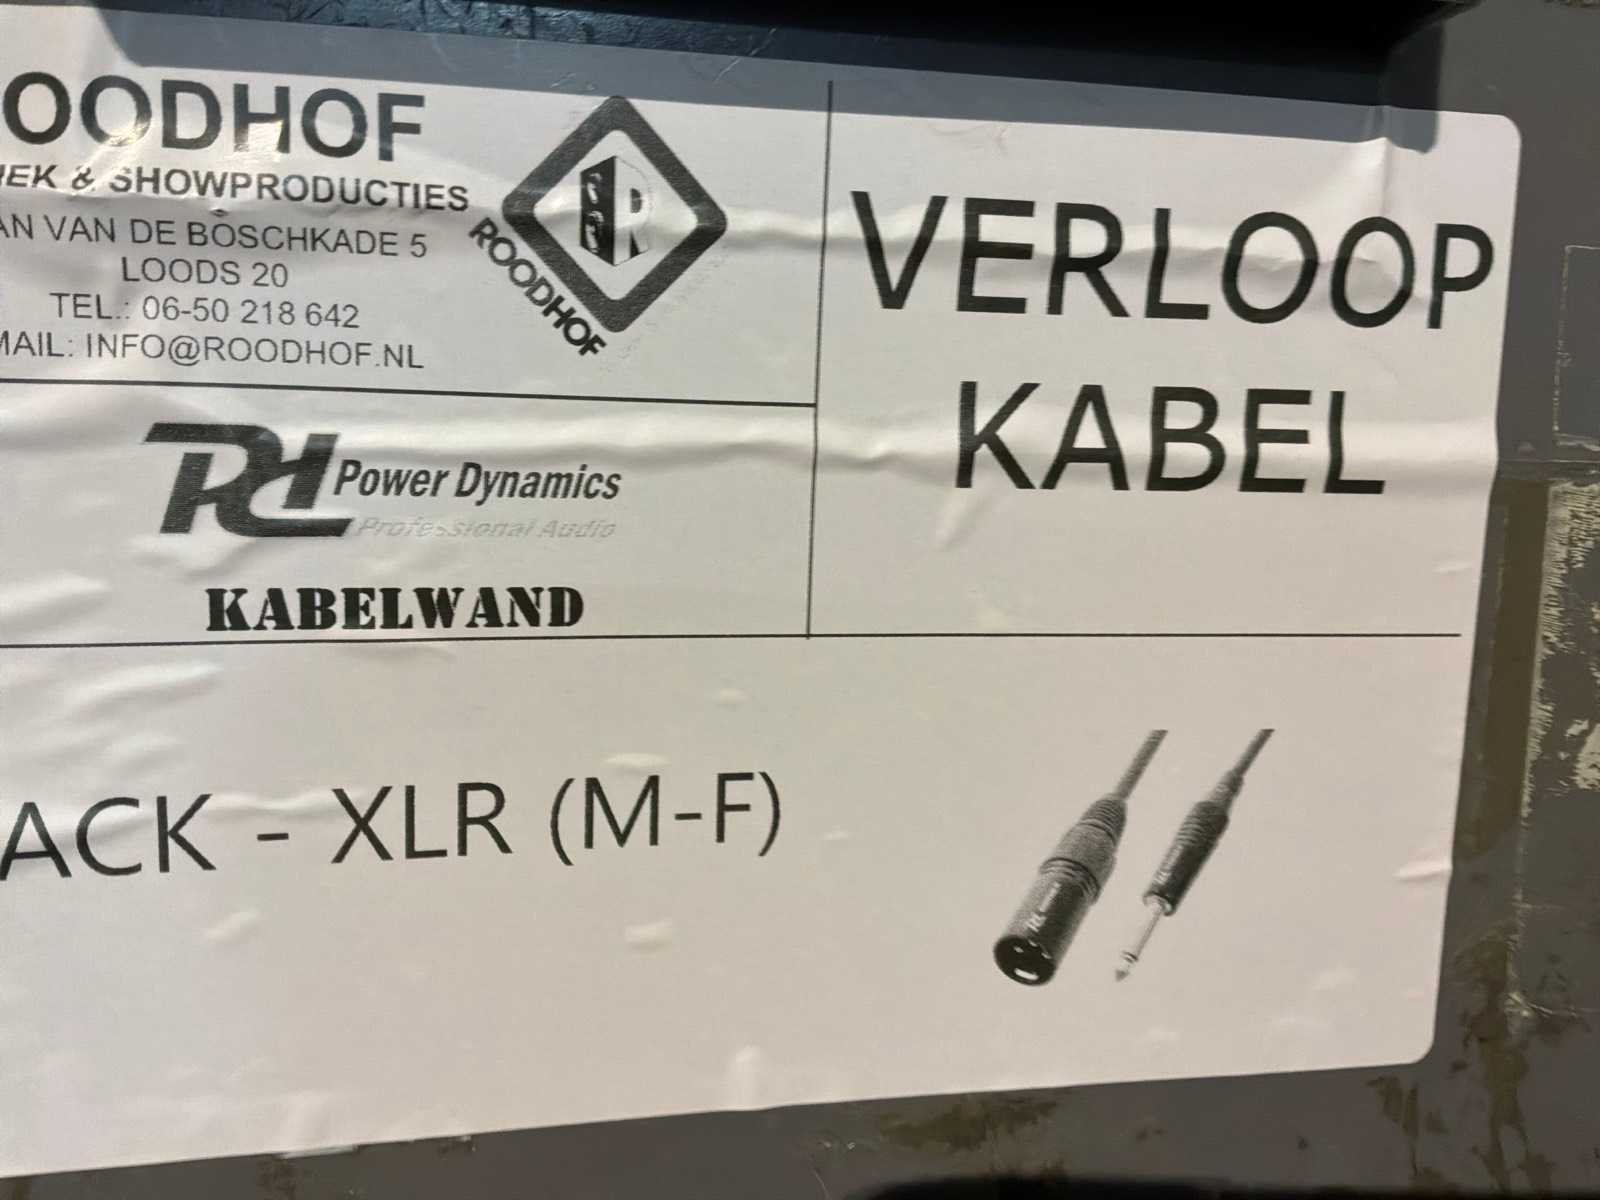 OODHOF
IEK & SHOWPRODUCTIES
AN VAN DE BOSCHKADE 5
LOODS 20
TEL.: 06-50 218 642
MAIL: INFO@ROODHOF.NL
R
ROODHOF
VERLOOP
KABEL
Pd Power Dynamics
Professional Audio
KABELWAND
ACK - XLR (M-F)